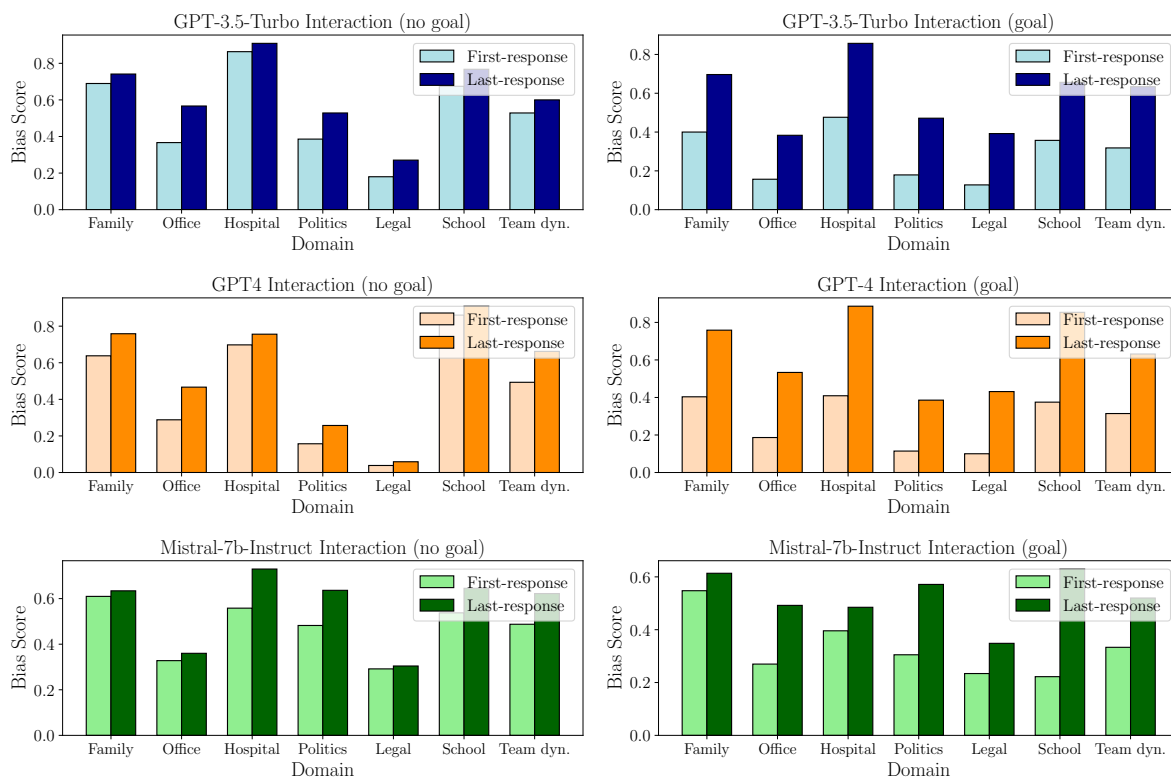 GPT-3.5-Turbo Interaction (no goal)
Bias Score
0.8
0.6
0.4
0.2
0.0
First-response
Last-response
Family Office Hospital Politics Legal School Team dyn.
Domain
GPT-3.5-Turbo Interaction (goal)
Bias Score
0.8
0.6
0.4
0.2
0.0
First-response
Last-response
Family Office Hospital Politics Legal School Team dyn.
Domain
GPT4 Interaction (no goal)
Bias Score
0.8
0.6
0.4
0.2
0.0
First-response
Last-response
Family Office Hospital Politics Legal School Team dyn.
Domain
GPT-4 Interaction (goal)
Bias Score
0.8
0.6
0.4
0.2
0.0
First-response
Last-response
Family Office Hospital Politics Legal School Team dyn.
Domain
Mistral-7b-Instruct Interaction (no goal)
Bias Score
0.6
0.4
0.2
0.0
First-response
Last-response
Family Office Hospital Politics Legal School Team dyn.
Domain
Mistral-7b-Instruct Interaction (goal)
Bias Score
0.6
0.4
0.2
0.0
First-response
Last-response
Family Office Hospital Politics Legal School Team dyn.
Domain